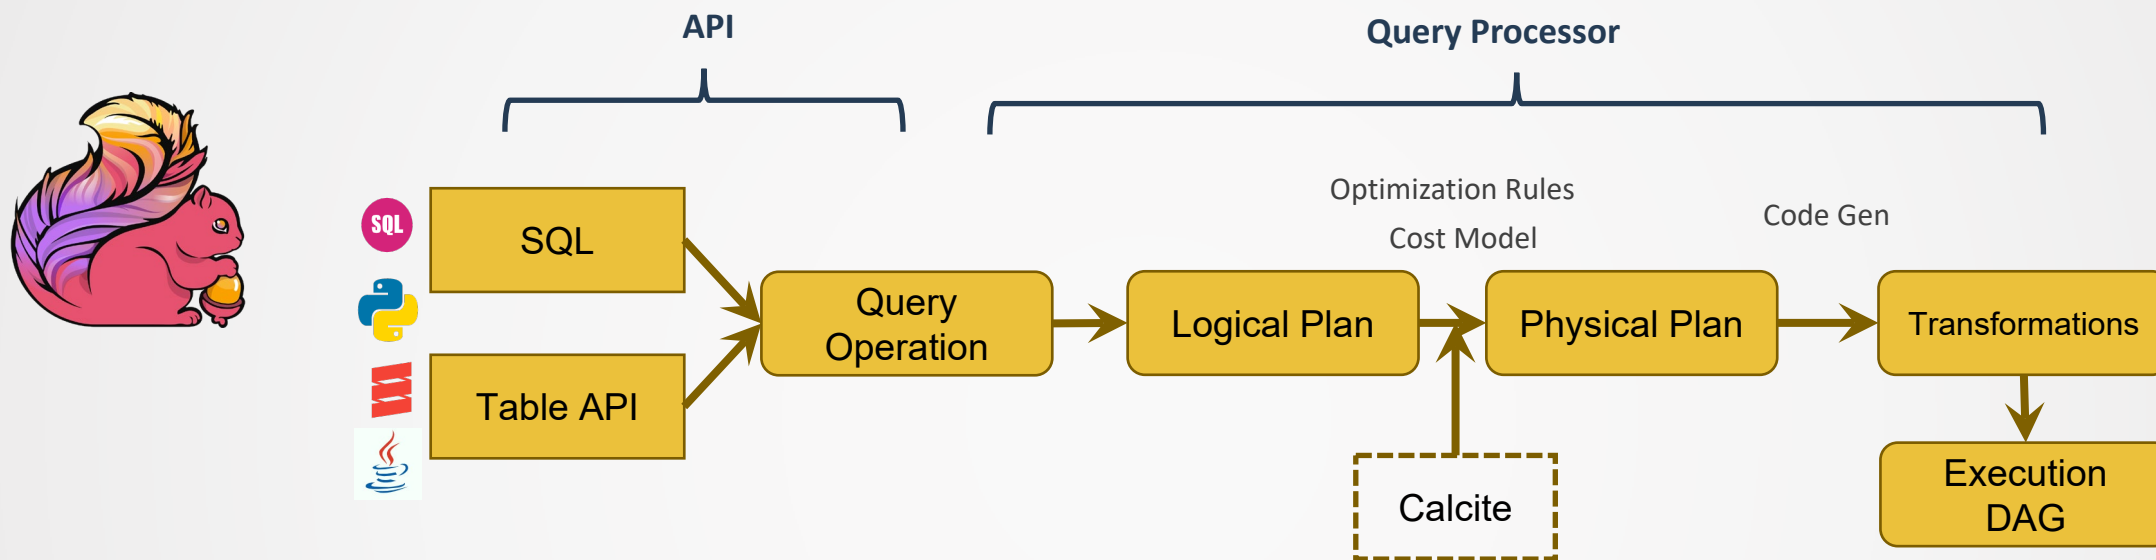 API
Query Processor
Optimization Rules
Cost Model
Code Gen
SQL
SQL
Query
Operation
Logical Plan
Physical Plan
Transformations
Table API
Calcite
Execution
DAG